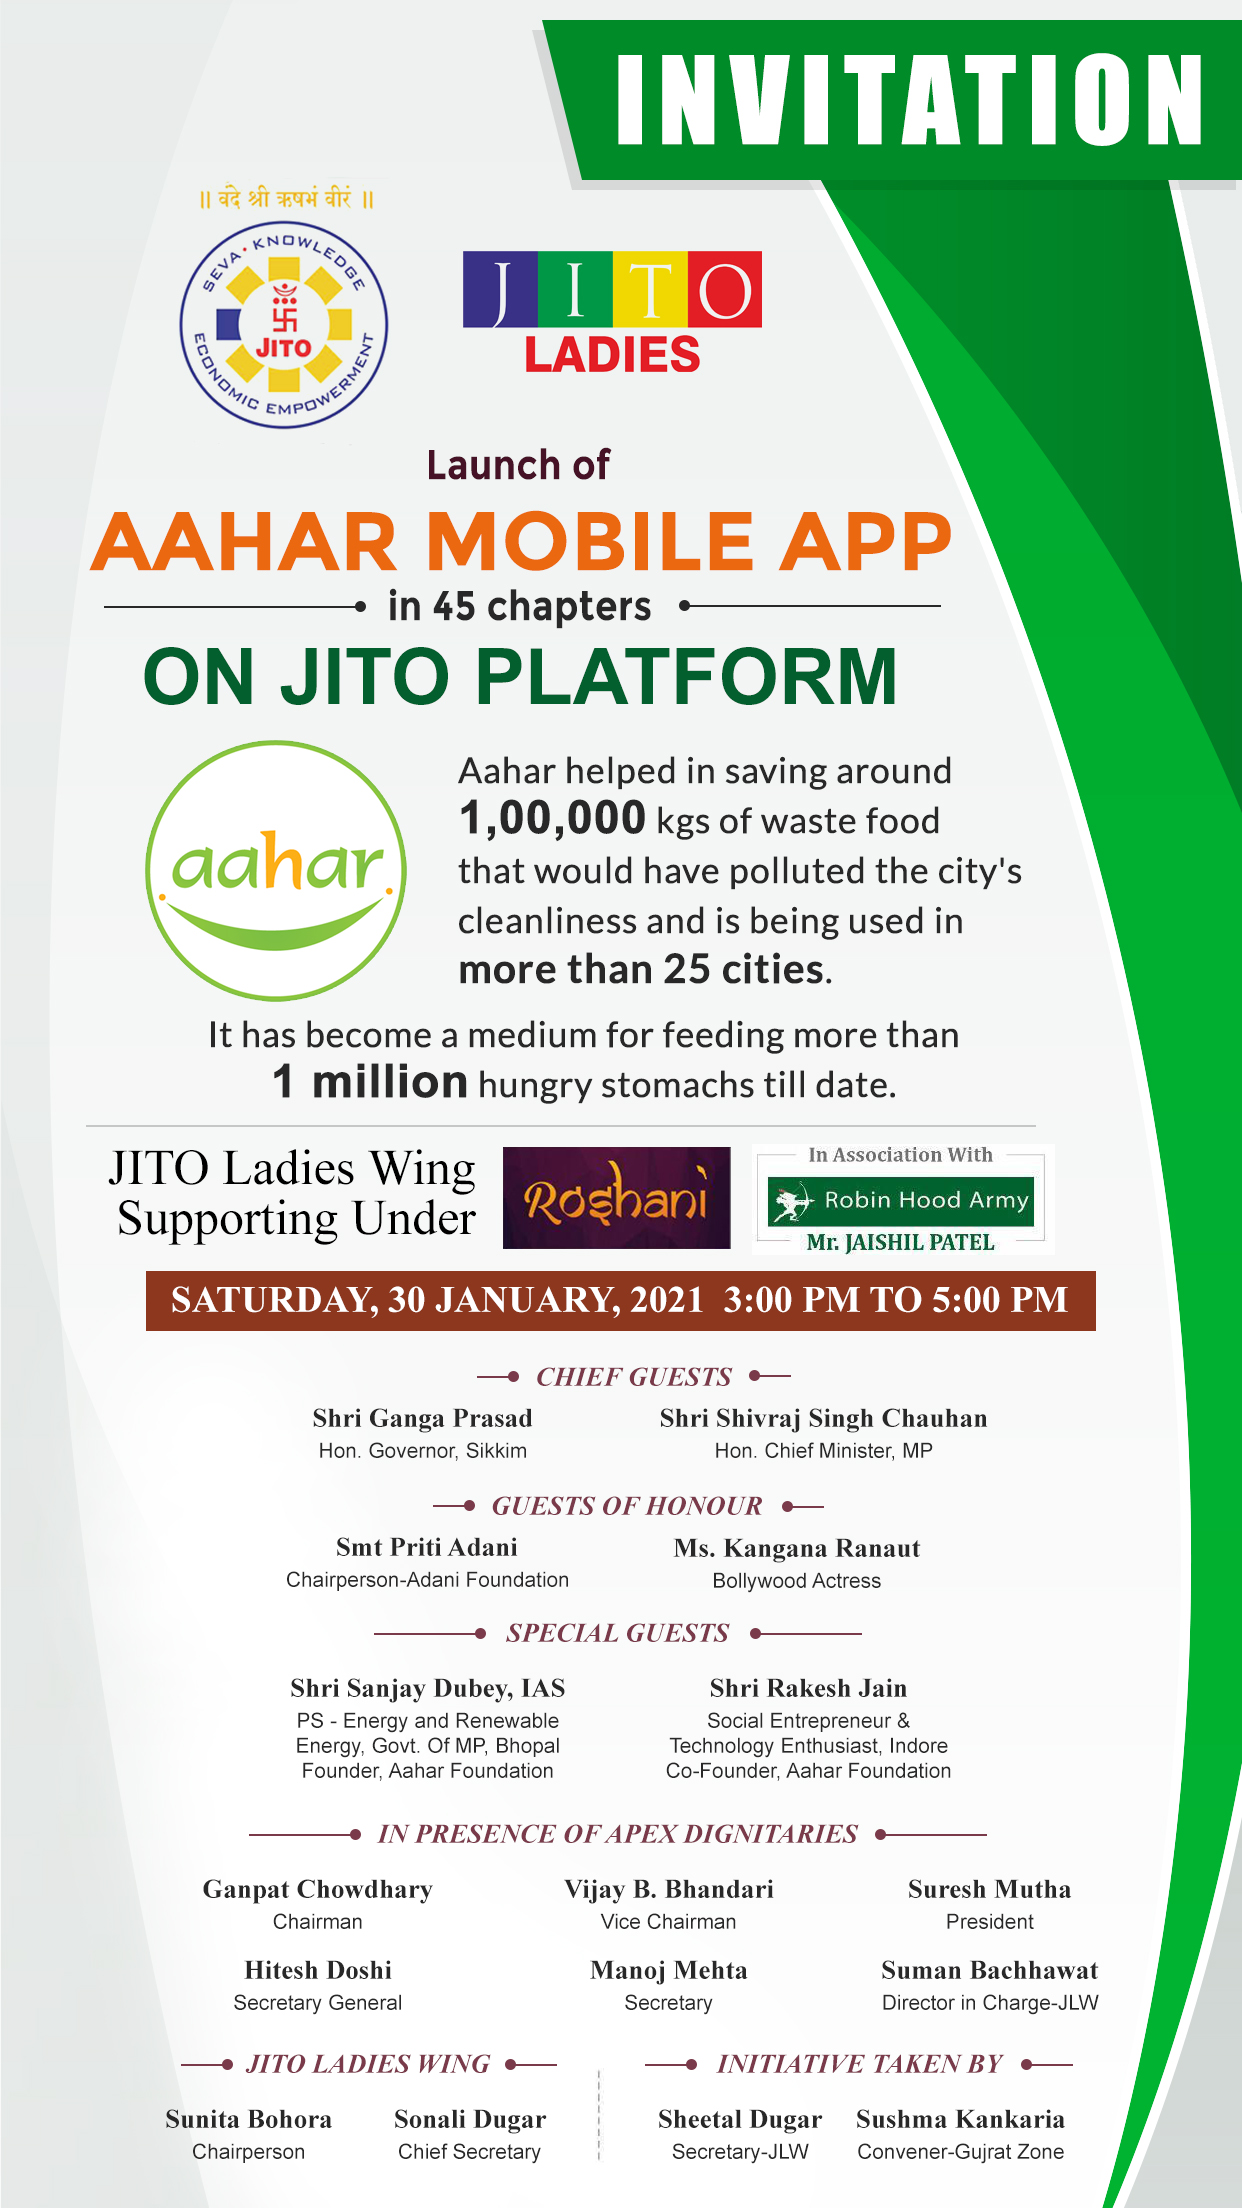 INVITATION
|| वंदे श्री ऋषभं वीरं ||
SEVA • KNOWLEDGE
JITO
ECONOMIC EMPOWERMENT
JITO
LADIES
Launch of
AAHAR MOBILE APP
in 45 chapters
ON JITO PLATFORM
aahar
Aahar helped in saving around
1,00,000 kgs of waste food
that would have polluted the city's
cleanliness and is being used in
more than 25 cities.
It has become a medium for feeding more than
1 million hungry stomachs till date.
JITO Ladies Wing
Supporting Under
Roshani
In Association With
Robin Hood Army
Mr. JAISHIL PATEL
SATURDAY, 30 JANUARY, 2021 3:00 PM TO 5:00 PM
CHIEF GUESTS
Shri Ganga Prasad
Hon. Governor, Sikkim
Shri Shivraj Singh Chauhan
Hon. Chief Minister, MP
GUESTS OF HONOUR
Smt Priti Adani
Chairperson-Adani Foundation
Ms. Kangana Ranaut
Bollywood Actress
SPECIAL GUESTS
Shri Sanjay Dubey, IAS
PS - Energy and Renewable
Energy, Govt. Of MP, Bhopal
Founder, Aahar Foundation
Shri Rakesh Jain
Social Entrepreneur &
Technology Enthusiast, Indore
Co-Founder, Aahar Foundation
IN PRESENCE OF APEX DIGNITARIES
Ganpat Chowdhary
Chairman
Vijay B. Bhandari
Vice Chairman
Suresh Mutha
President
Hitesh Doshi
Secretary General
Manoj Mehta
Secretary
Suman Bachhawat
Director in Charge-JLW
JITO LADIES WING
Sunita Bohora
Chairperson
Sonali Dugar
Chief Secretary
INITIATIVE TAKEN BY
Sheetal Dugar
Secretary-JLW
Sushma Kankaria
Convener-Gujrat Zone